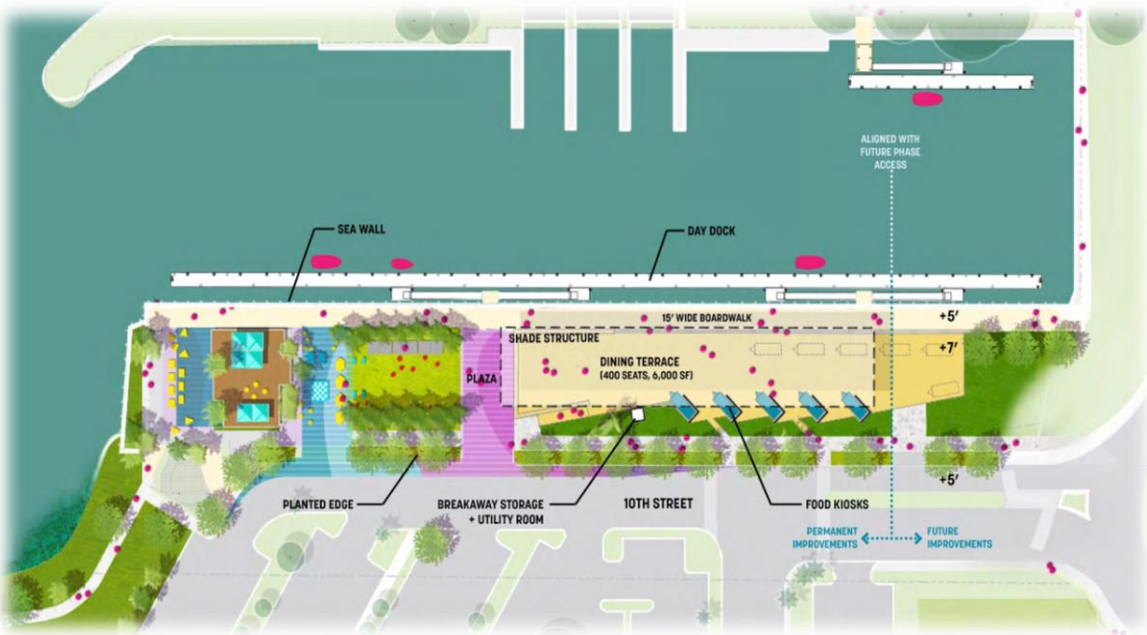 ALIGNED WITH
FUTURE PHASE
ACCESS
SEA WALL
DAY DOCK
15' WIDE BOARDWALK
+5'
SHADE STRUCTURE
+7'
DINING TERRACE
(400 SEATS, 6,000 SF)
PLAZA
+5'
PLANTED EDGE
BREAKAWAY STORAGE
+ UTILITY ROOM
10TH STREET
FOOD KIOSKS
PERMANENT
IMPROVEMENTS
FUTURE
IMPROVEMENTS